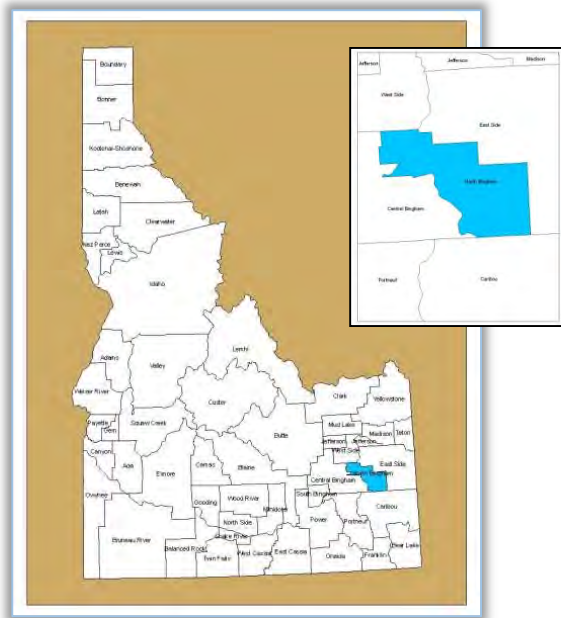 Boundary
Bonner
Kootenai-Shoshone
Benewah
Latah
Clearwater
Nez Perce
Lewis
Idaho
Adams
Valley
Lemhi
Weiser River
Payette
Gem
Squaw Creek
Custer
Canyon
Ada
Elmore
Camas
Blaine
Butte
Clark
Yellowstone
Mud Lake
Jefferson
Jefferson
Madison
Teton
West Side
East Side
North Bingham
Central Bingham
South Bingham
Owyhee
Bruneau River
Gooding
Wood River
Minidoka
North Side
Snake River
Balanced Rock
Twin Falls
West Cassia
East Cassia
Power
Portneuf
Caribou
Oneida
Franklin
Bear Lake
Jefferson
Jefferson
Madison
West Side
East Side
North Bingham
Central Bingham
Portneuf
Caribou